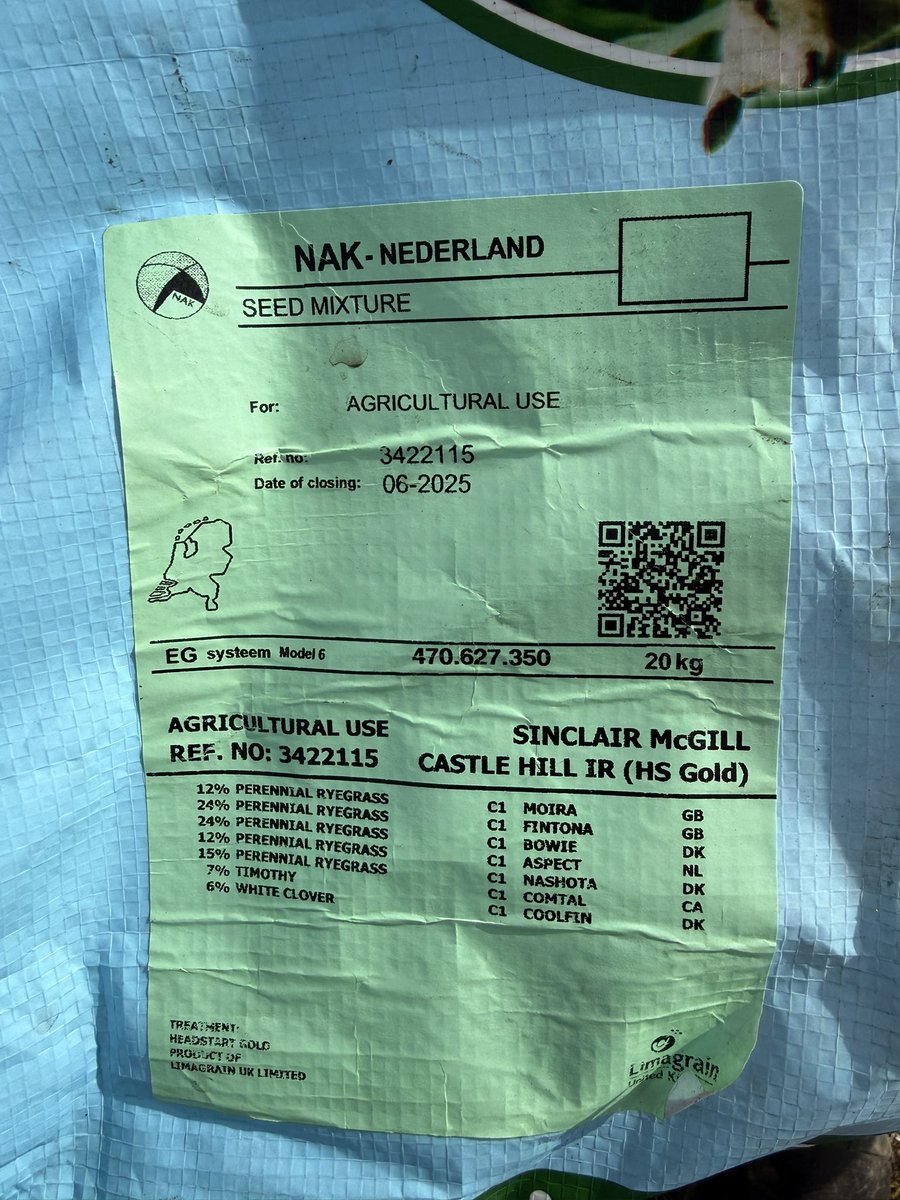 NAK
NAK-NEDERLAND
SEED MIXTURE
For: AGRICULTURAL USE
Ref. no: 3422115
Date of closing: 06-2025
EG systeem Model 6 470.627.350 20 kg
AGRICULTURAL USE SINCLAIR McGILL
REF. NO: 3422115 CASTLE HILL IR (HS Gold)
12% PERENNIAL RYEGRASS C1 MOIRA GB
24% PERENNIAL RYEGRASS C1 FINTONA GB
24% PERENNIAL RYEGRASS C1 BOWIE DK
12% PERENNIAL RYEGRASS C1 ASPECT NL
15% PERENNIAL RYEGRASS C1 NASHOTA DK
7% TIMOTHY C1 COMTAL CA
6% WHITE CLOVER C1 COOLFIN DK
TREATMENT:
HEADSTART GOLD
PRODUCT OF
LIMAGRAIN UK LIMITED
Limagrain
United